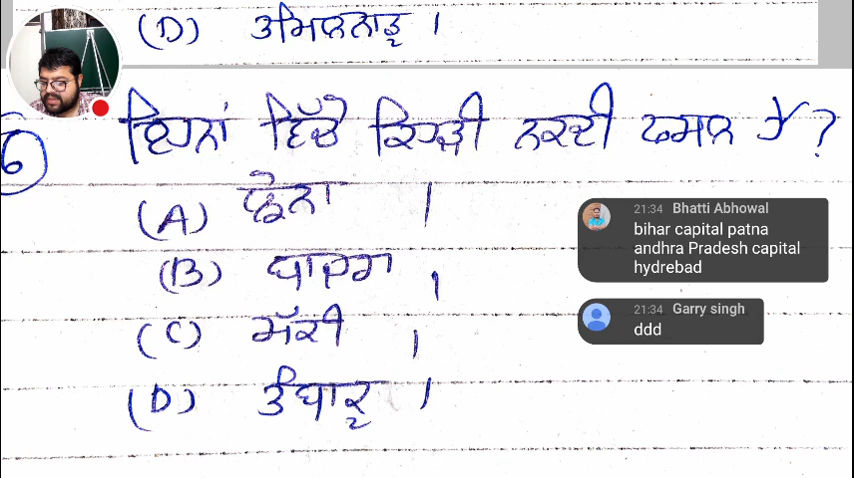 (D) ਤਾਮਿਲਨਾਡੂ ।
6 ਇਹਨਾਂ ਵਿੱਚੋ ਕਿਹੜੀ ਨਕਦੀ ਫਸਲ ਹੈ ?
(A) ਛੋਲਾ ।
(B) ਬਾਜਰਾ ।
(C) ਮੱਕੀ ।
(D) ਤੰਬਾਕੂ ।
21:34 Bhatti Abhowal
bihar capital patna
andhra Pradesh capital
hydrebad
21:34 Garry singh
ddd